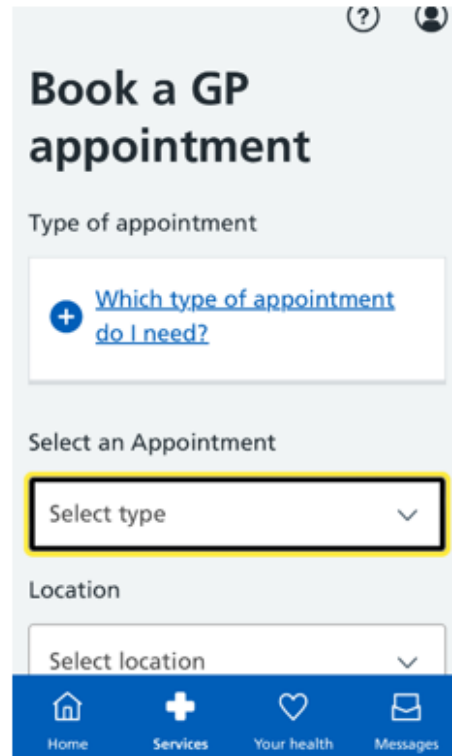 Book a GP
appointment
Type of appointment
Which type of appointment
do I need?
Select an Appointment
Select type
Location
Select location
Home Services Your health Messages